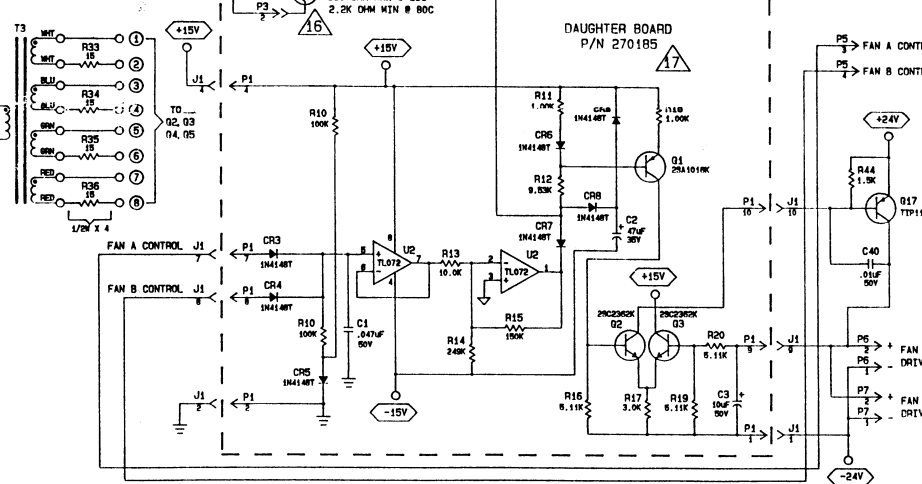 P3
2
2.2K OHM MIN @ 80C
16
T3
WHT
WHT
BLU
BLU
GRN
GRN
RED
RED
R33
15
R34
15
R35
15
R36
15
1
2
3
4
5
6
7
8
TO
Q2, Q3
Q4, Q5
1/2W X 4
+15V
J1
4
P1
4
+15V
R10
100K
DAUGHTER BOARD
P/N 270185
17
R11
1.00K
CR6
1N4148T
R12
9.53K
CR7
1N4148T
1N4148T
CR8
1N4148T
C2
47uF
35V
1.00K
Q1
2SA1016K
FAN A CONTROL
J1
7
P1
7
CR3
1N4148T
FAN B CONTROL
J1
8
P1
8
CR4
1N4148T
R10
100K
C1
.047uF
50V
CR5
1N4148T
J1
2
P1
2
5
6
7
8
4
U2
TL072
R13
10.0K
2
3
1
U2
TL072
R14
249K
R15
150K
-15V
+15V
2SC2362K
Q2
2SC2362K
Q3
R16
5.11K
R17
3.0K
R19
5.11K
R20
5.11K
C3
10uF
50V
P1
10
J1
10
P1
9
J1
9
P1
1
J1
1
P5
3
FAN A CONT
P5
4
FAN B CONT
+24V
R44
1.5K
Q17
TIP11
C40
.01uF
50V
P6
2
+ FAN
P6
1
- DRIV
P7
2
+ FAN
P7
1
- DRIV
-24V